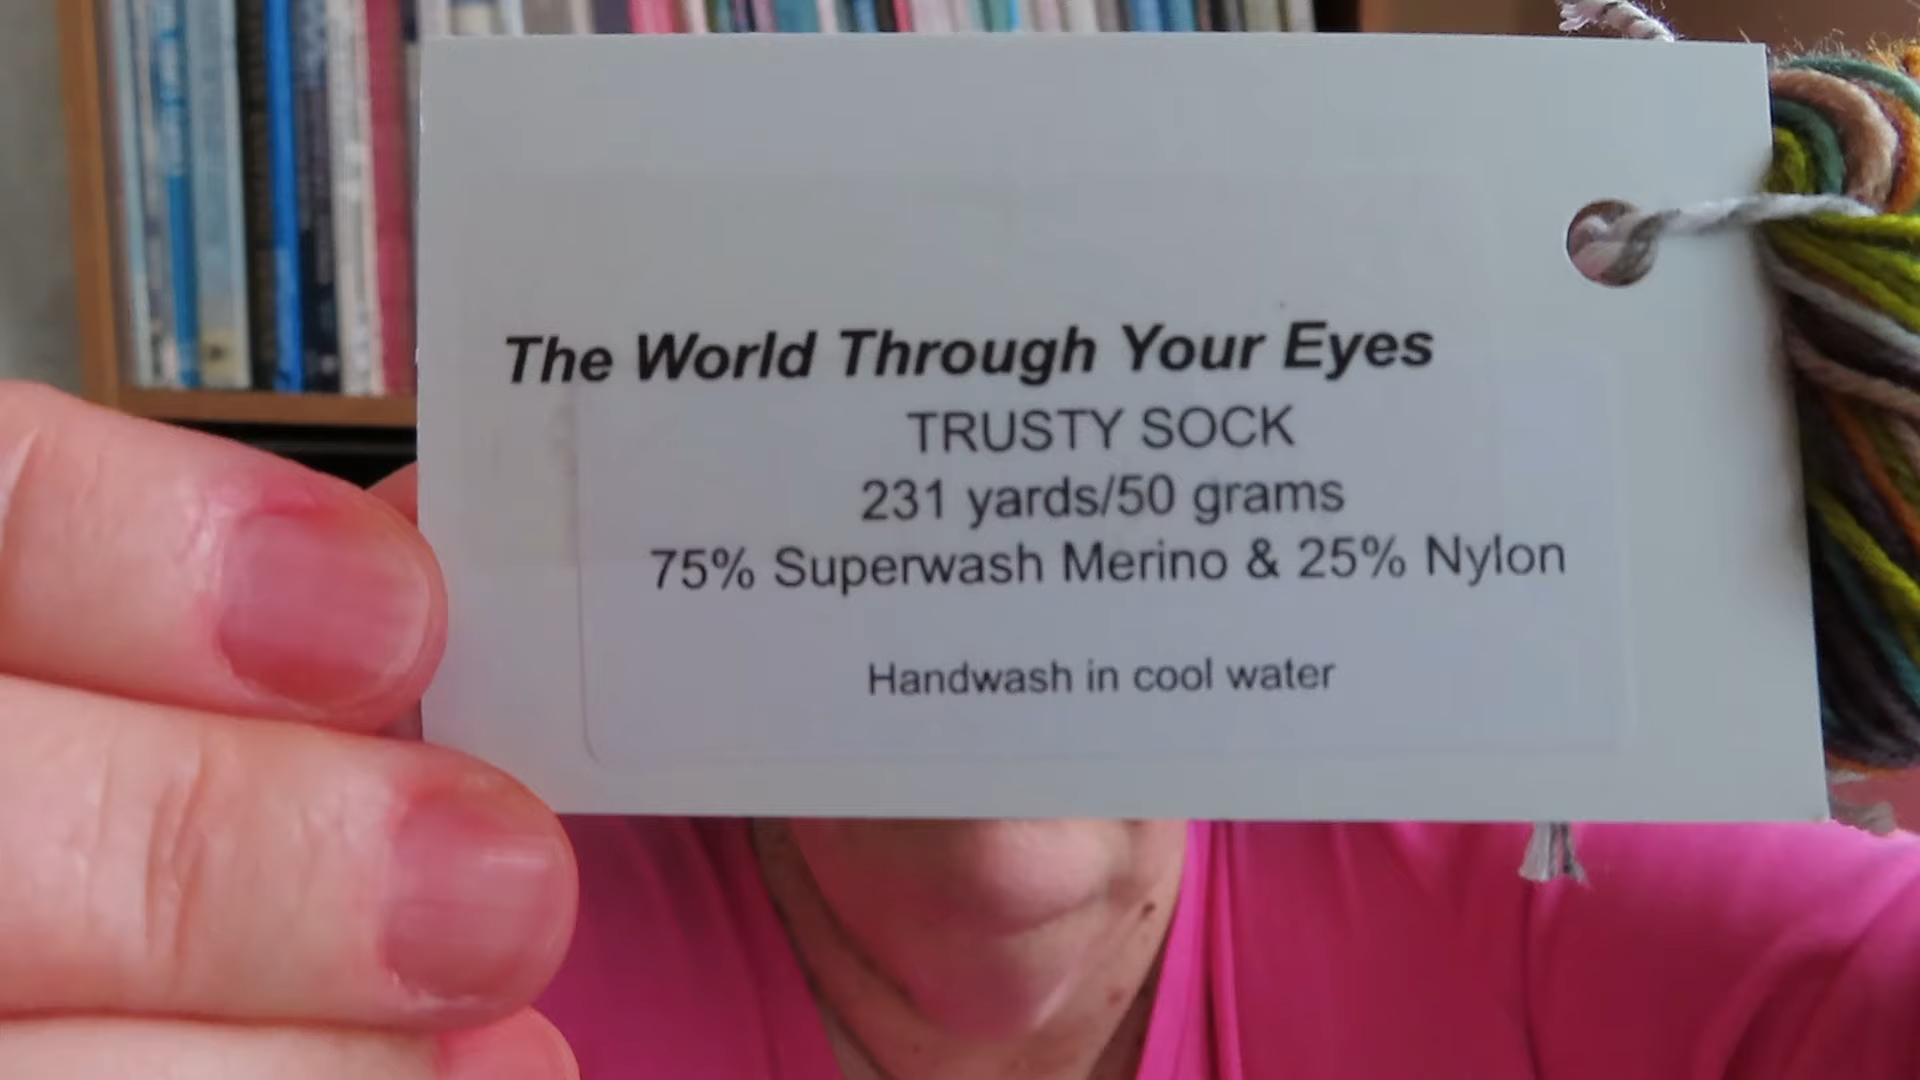 The World Through Your Eyes
TRUSTY SOCK
231 yards/50 grams
75% Superwash Merino & 25% Nylon
Handwash in cool water